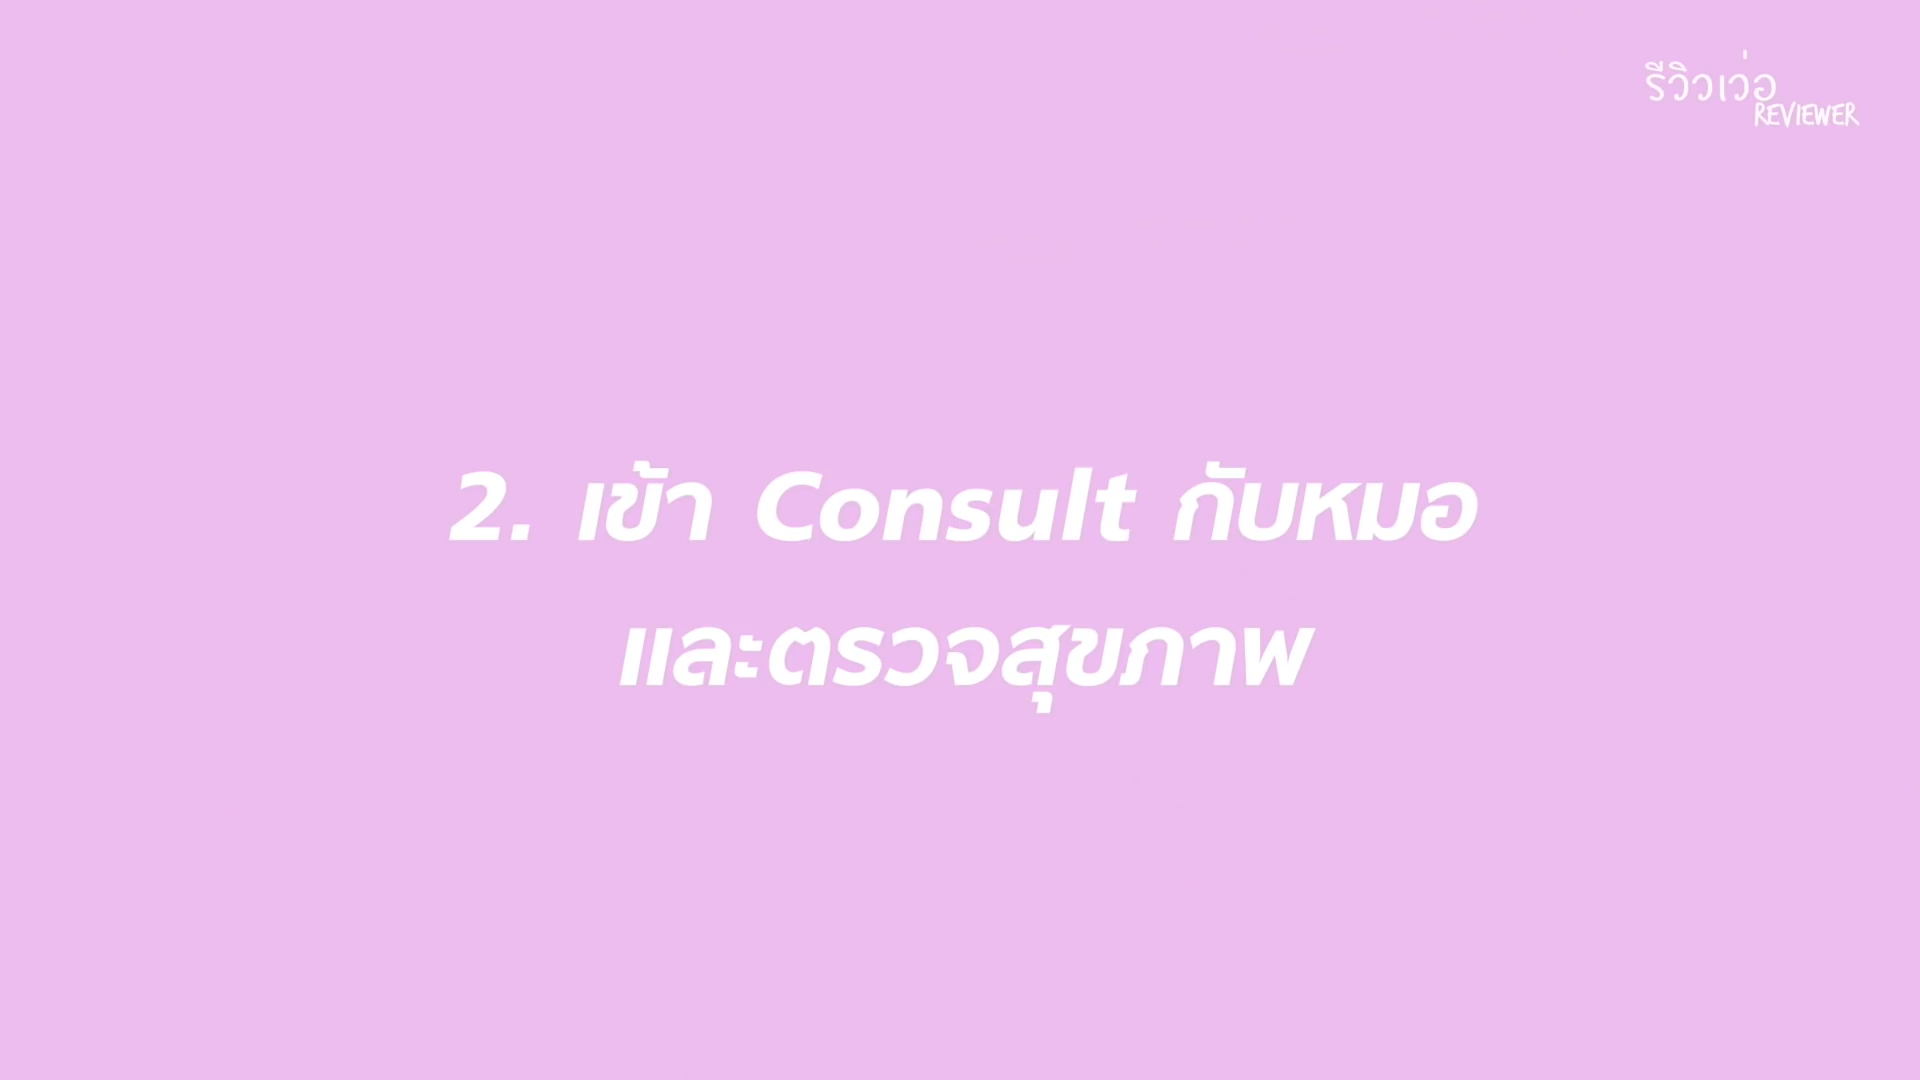 รีวิวเว่อ
REVIEWER
2. เข้า Consult กับหมอ
และตรวจสุขภาพ